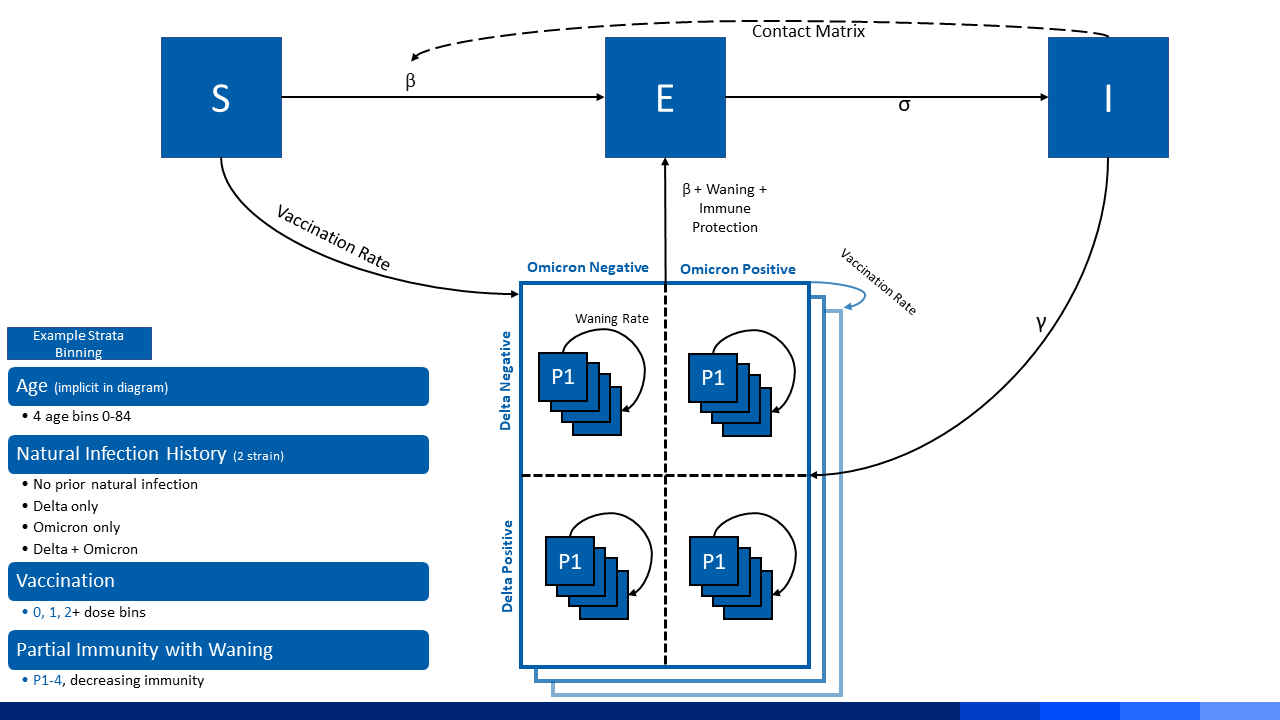 Contact Matrix
S
β
E
σ
I
β + Waning +
Immune
Protection
Vaccination Rate
Omicron Negative
Omicron Positive
Vaccination Rate
γ
Waning Rate
Delta Negative
P1
P1
Delta Positive
P1
P1
Example Strata
Binning
Age (implicit in diagram)
• 4 age bins 0-84
Natural Infection History (2 strain)
• No prior natural infection
• Delta only
• Omicron only
• Delta + Omicron
Vaccination
• 0, 1, 2+ dose bins
Partial Immunity with Waning
• P1-4, decreasing immunity